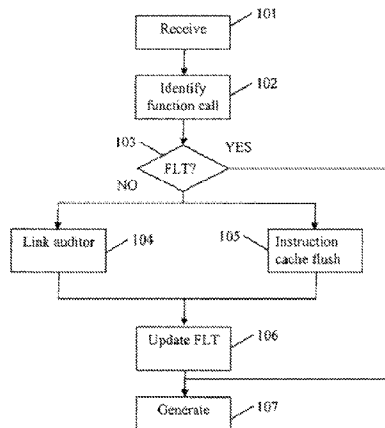 101
Receive
Identify
function call
102
103
FLT?
YES
NO
Link auditor
104
105
Instruction
cache flush
Update FLT
106
Generate
107